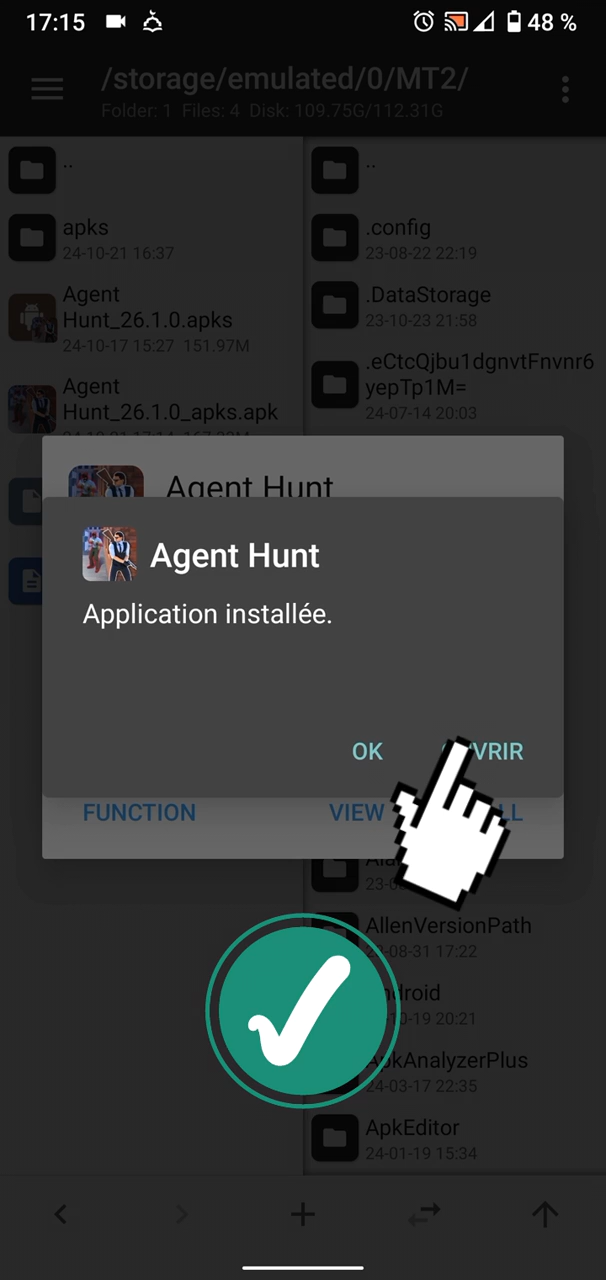 17:15
48 %
/storage/emulated/0/MT2/
Folder: 1 Files: 4 Disk: 109.75G/112.31G
..
apks
24-10-21 16:37
Agent
Hunt_26.1.0.apks
24-10-17 15:27 151.97M
Agent
Hunt_26.1.0_apks.apk
..
.config
23-08-22 22:19
.DataStorage
23-10-23 21:58
.eCtcQjbu1dgnvtFnvnr6
yepTp1M=
24-07-14 20:03
Agent Hunt
Agent Hunt
Application installée.
OK
FUNCTION
VIEW
AllenVersionPath
-08-31 17:22
ndroid
-10-19 20:21
ApkAnalyzerPlus
24-03-17 22:35
ApkEditor
24-01-19 15:34